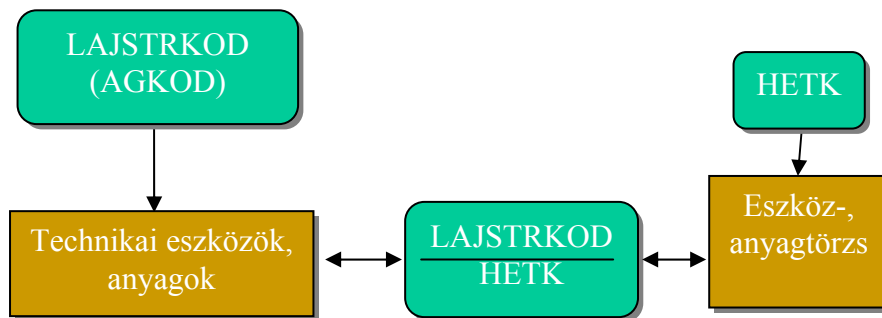 LAJSTRKOD
(AGKOD)
HETK
Technikai eszközök,
anyagok
LAJSTRKOD
HETK
Eszköz-,
anyagtörzs